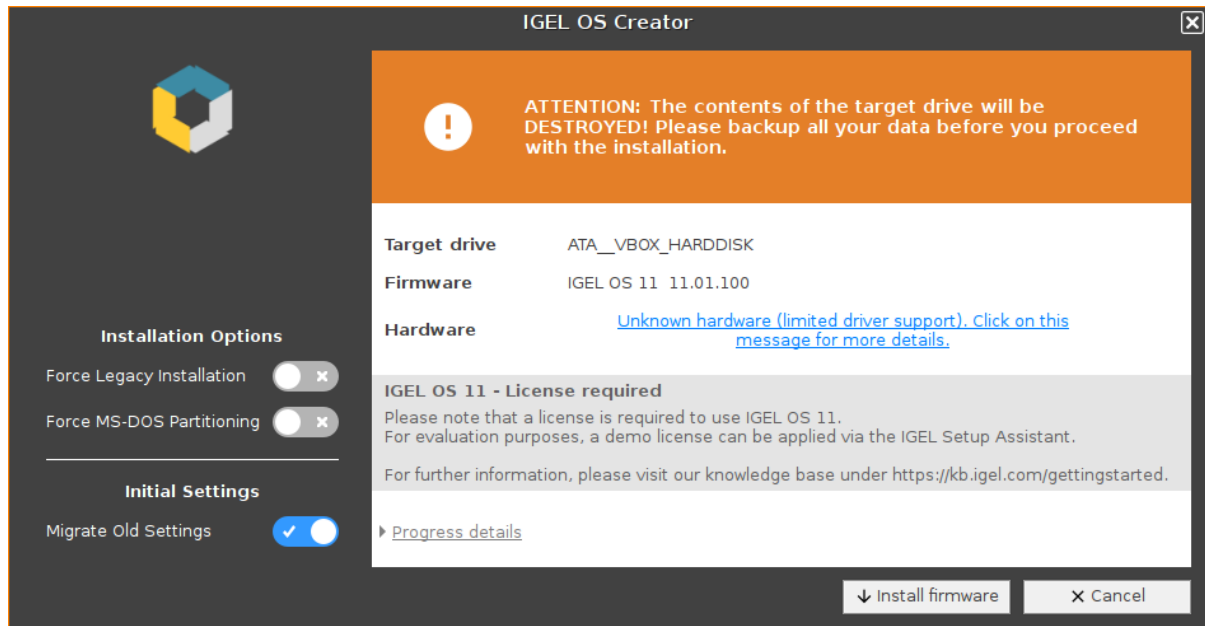 IGEL OS Creator
ATTENTION: The contents of the target drive will be
DESTROYED! Please backup all your data before you proceed
with the installation.
Target drive ATA__VBOX_HARDDISK
Firmware IGEL OS 11 11.01.100
Hardware Unknown hardware (limited driver support). Click on this
message for more details.
Installation Options
Force Legacy Installation
Force MS-DOS Partitioning
Initial Settings
Migrate Old Settings
IGEL OS 11 - License required
Please note that a license is required to use IGEL OS 11.
For evaluation purposes, a demo license can be applied via the IGEL Setup Assistant.
For further information, please visit our knowledge base under https://kb.igel.com/gettingstarted.
Progress details
Install firmware
Cancel